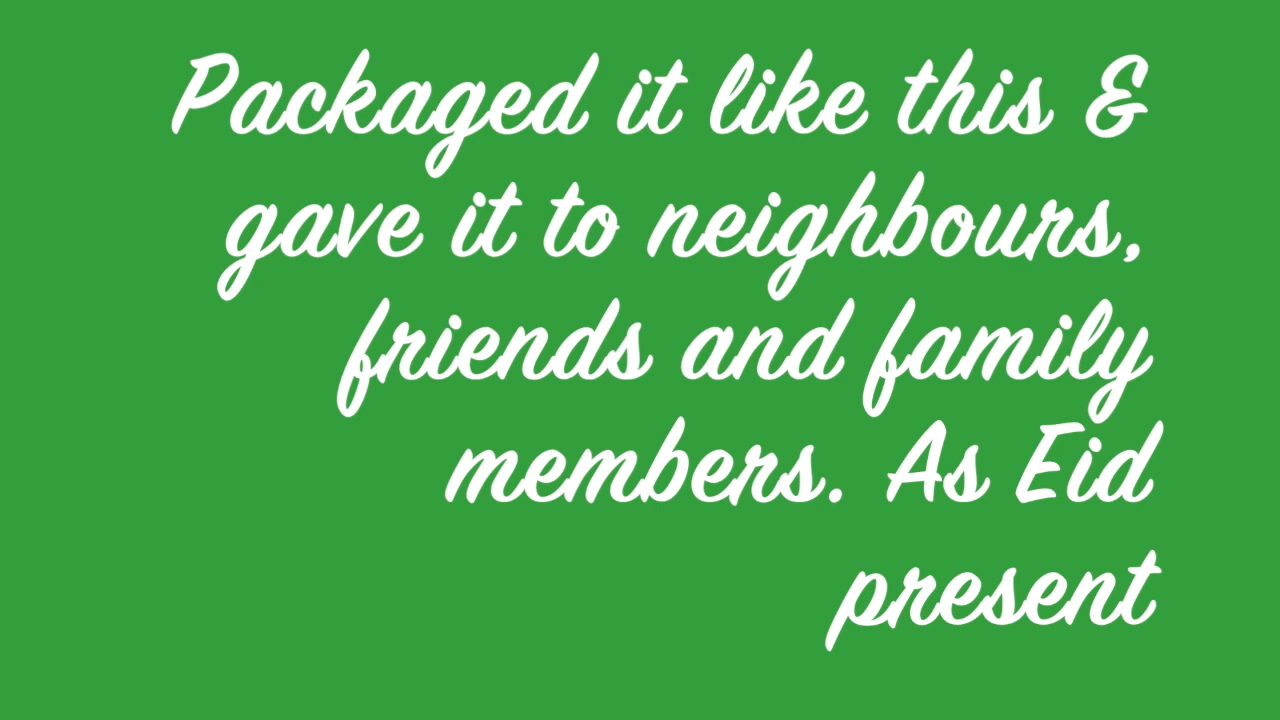 Packaged it like this &
gave it to neighbours,
friends and family
members. As Eid
present